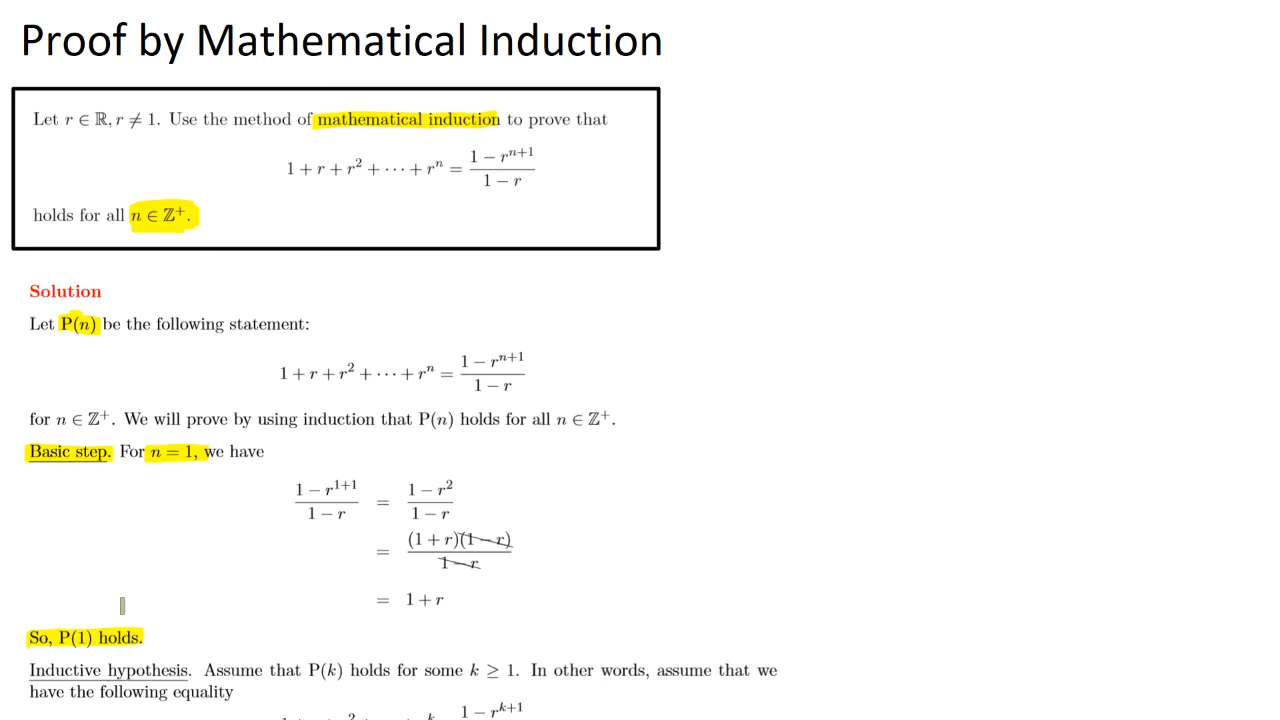 Proof by Mathematical Induction
Let r ∈ ℝ, r ≠ 1. Use the method of mathematical induction to prove that
1 + r + r² + ⋯ + rⁿ = (1 − rⁿ⁺¹)/(1 − r)
holds for all n ∈ ℤ⁺.
Solution
Let P(n) be the following statement:
1 + r + r² + ⋯ + rⁿ = (1 − rⁿ⁺¹)/(1 − r)
for n ∈ ℤ⁺. We will prove by using induction that P(n) holds for all n ∈ ℤ⁺.
Basic step. For n = 1, we have
(1 − r¹⁺¹)/(1 − r) = (1 − r²)/(1 − r)
= (1 + r)(1 − r)/(1 − r)
= 1 + r
So, P(1) holds.
Inductive hypothesis. Assume that P(k) holds for some k ≥ 1. In other words, assume that we
have the following equality
1 − rᵏ⁺¹